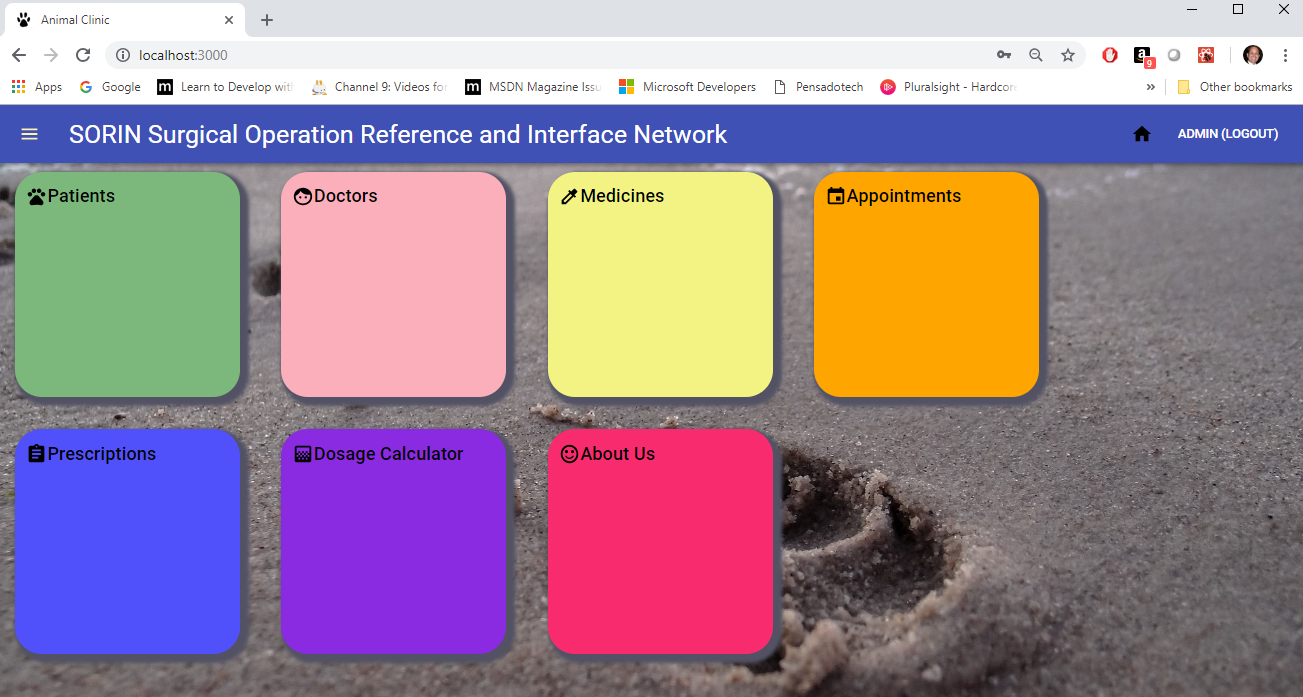 Animal Clinic
localhost:3000
9
Apps
Google
m
Learn to Develop with
Channel 9: Videos for
m
MSDN Magazine Issu
Microsoft Developers
Pensadotech
Pluralsight - Hardcore
»
Other bookmarks
SORIN Surgical Operation Reference and Interface Network
ADMIN (LOGOUT)
Patients
Doctors
Medicines
Appointments
Prescriptions
Dosage Calculator
About Us